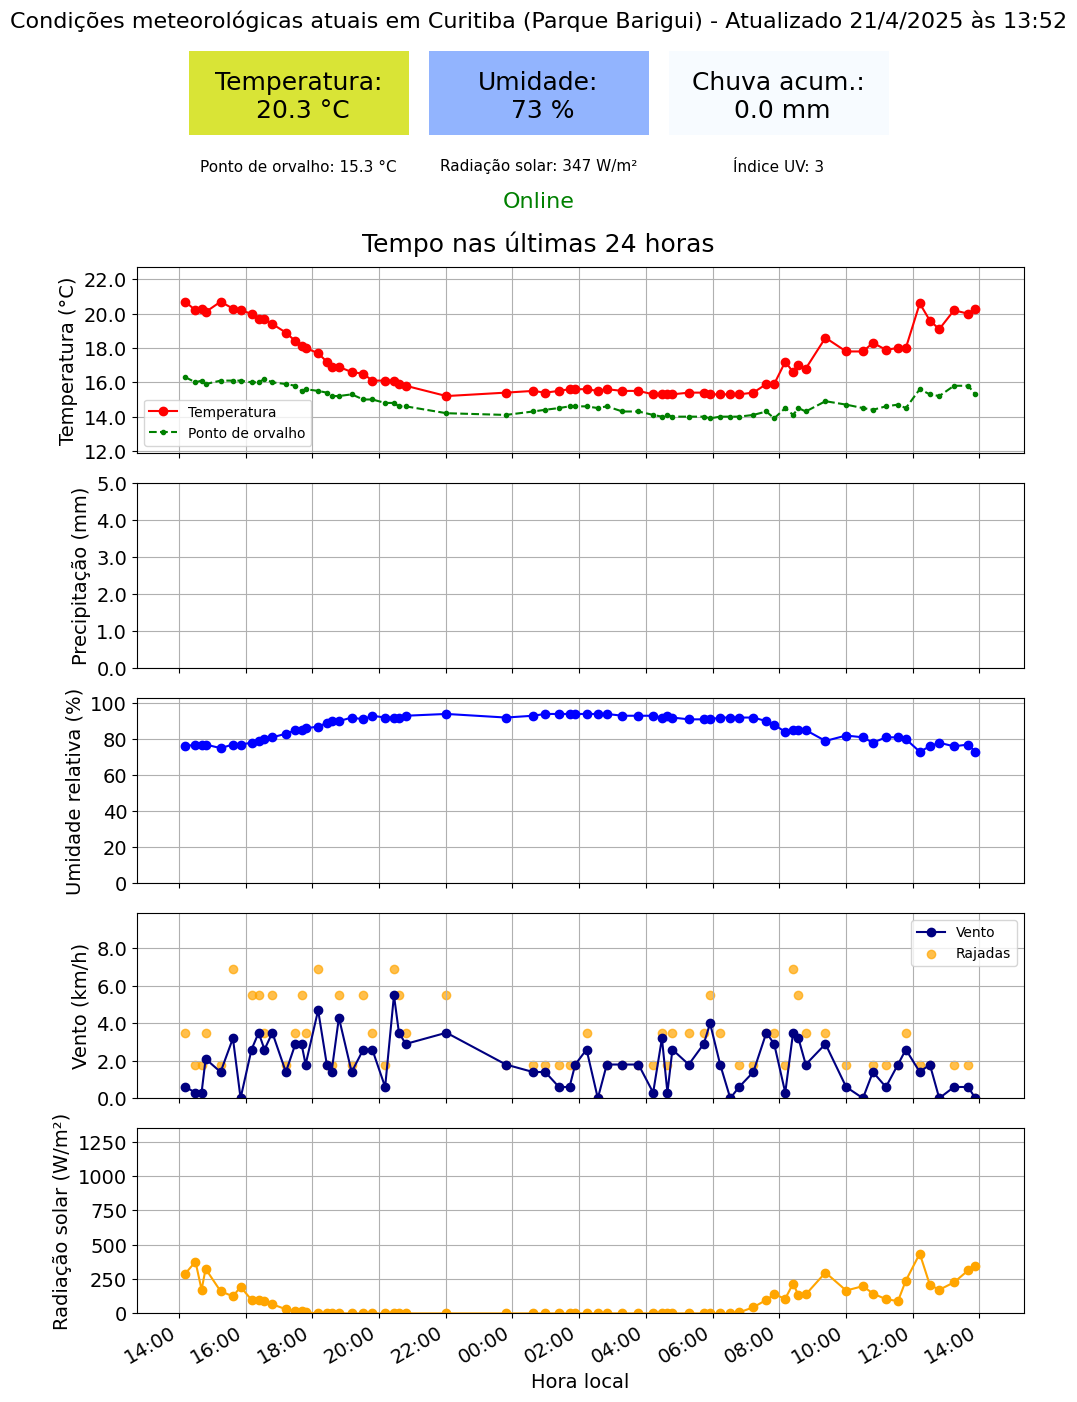 Condições meteorológicas atuais em Curitiba (Parque Barigui) - Atualizado 21/4/2025 às 13:52
Temperatura:
20.3 °C
Umidade:
73 %
Chuva acum.:
0.0 mm
Ponto de orvalho: 15.3 °C
Radiação solar: 347 W/m²
Índice UV: 3
Online
Tempo nas últimas 24 horas
Temperatura (°C)
22.0
20.0
18.0
16.0
14.0
12.0
Temperatura
Ponto de orvalho
Precipitação (mm)
5.0
4.0
3.0
2.0
1.0
0.0
Umidade relativa (%)
100
80
60
40
20
0
Vento (km/h)
8.0
6.0
4.0
2.0
0.0
Vento
Rajadas
Radiação solar (W/m²)
1250
1000
750
500
250
0
14:00 16:00 18:00 20:00 22:00 00:00 02:00 04:00 06:00 08:00 10:00 12:00 14:00
Hora local